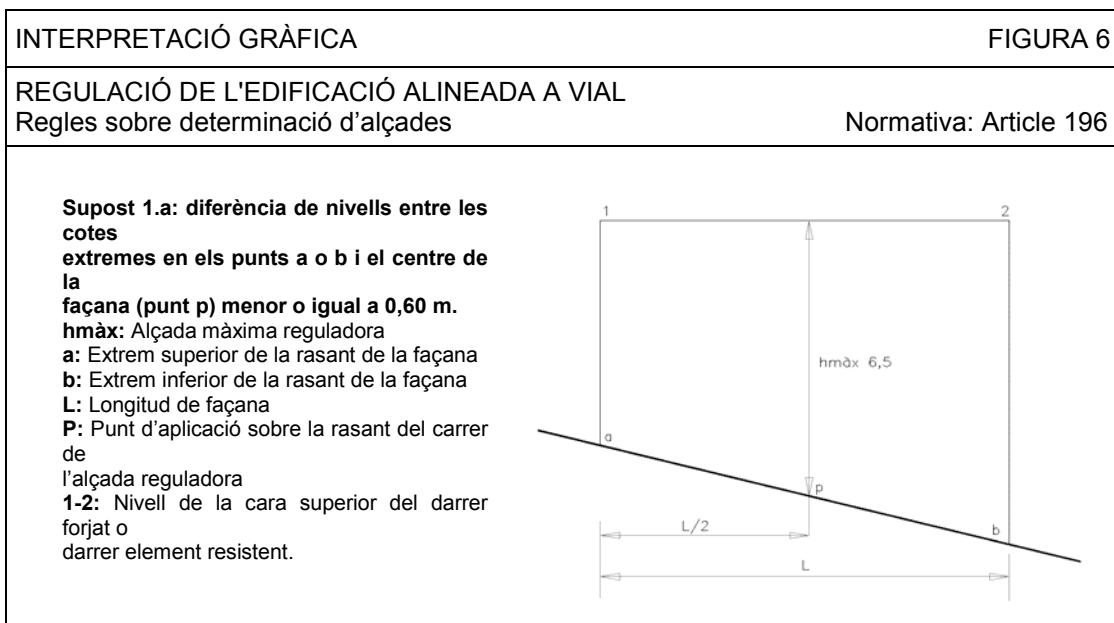 INTERPRETACIÓ GRÀFICA FIGURA 6
REGULACIÓ DE L'EDIFICACIÓ ALINEADA A VIAL
Regles sobre determinació d'alçades Normativa: Article 196
Supost 1.a: diferència de nivells entre les
cotes
extremes en els punts a o b i el centre de
la
façana (punt p) menor o igual a 0,60 m.
hmàx: Alçada màxima reguladora
a: Extrem superior de la rasant de la façana
b: Extrem inferior de la rasant de la façana
L: Longitud de façana
P: Punt d'aplicació sobre la rasant del carrer
de
l'alçada reguladora
1-2: Nivell de la cara superior del darrer
forjat o
darrer element resistent.
1 2
hmàx 6,5
a
p
L/2 b
L